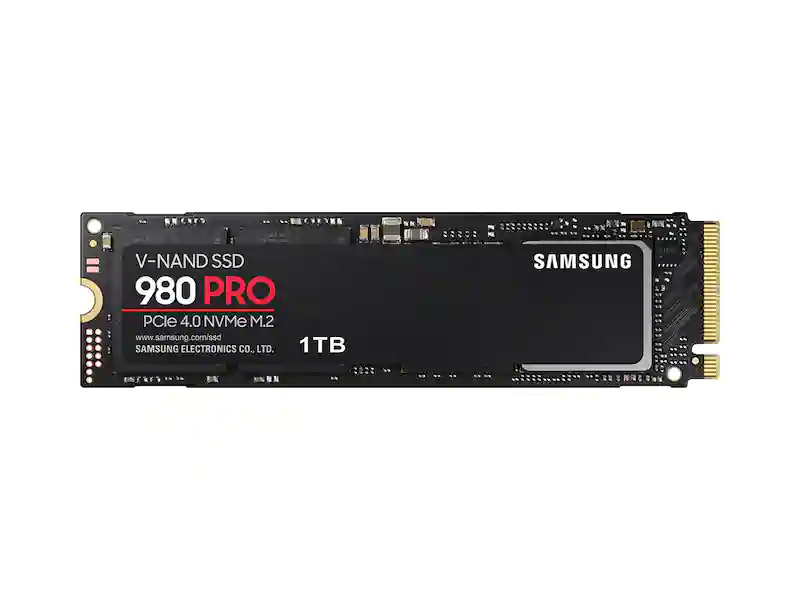 V-NAND SSD
980 PRO
PCIe 4.0 NVMe M.2
www.samsung.com/ssd
SAMSUNG ELECTRONICS CO., LTD.
1TB
SAMSUNG